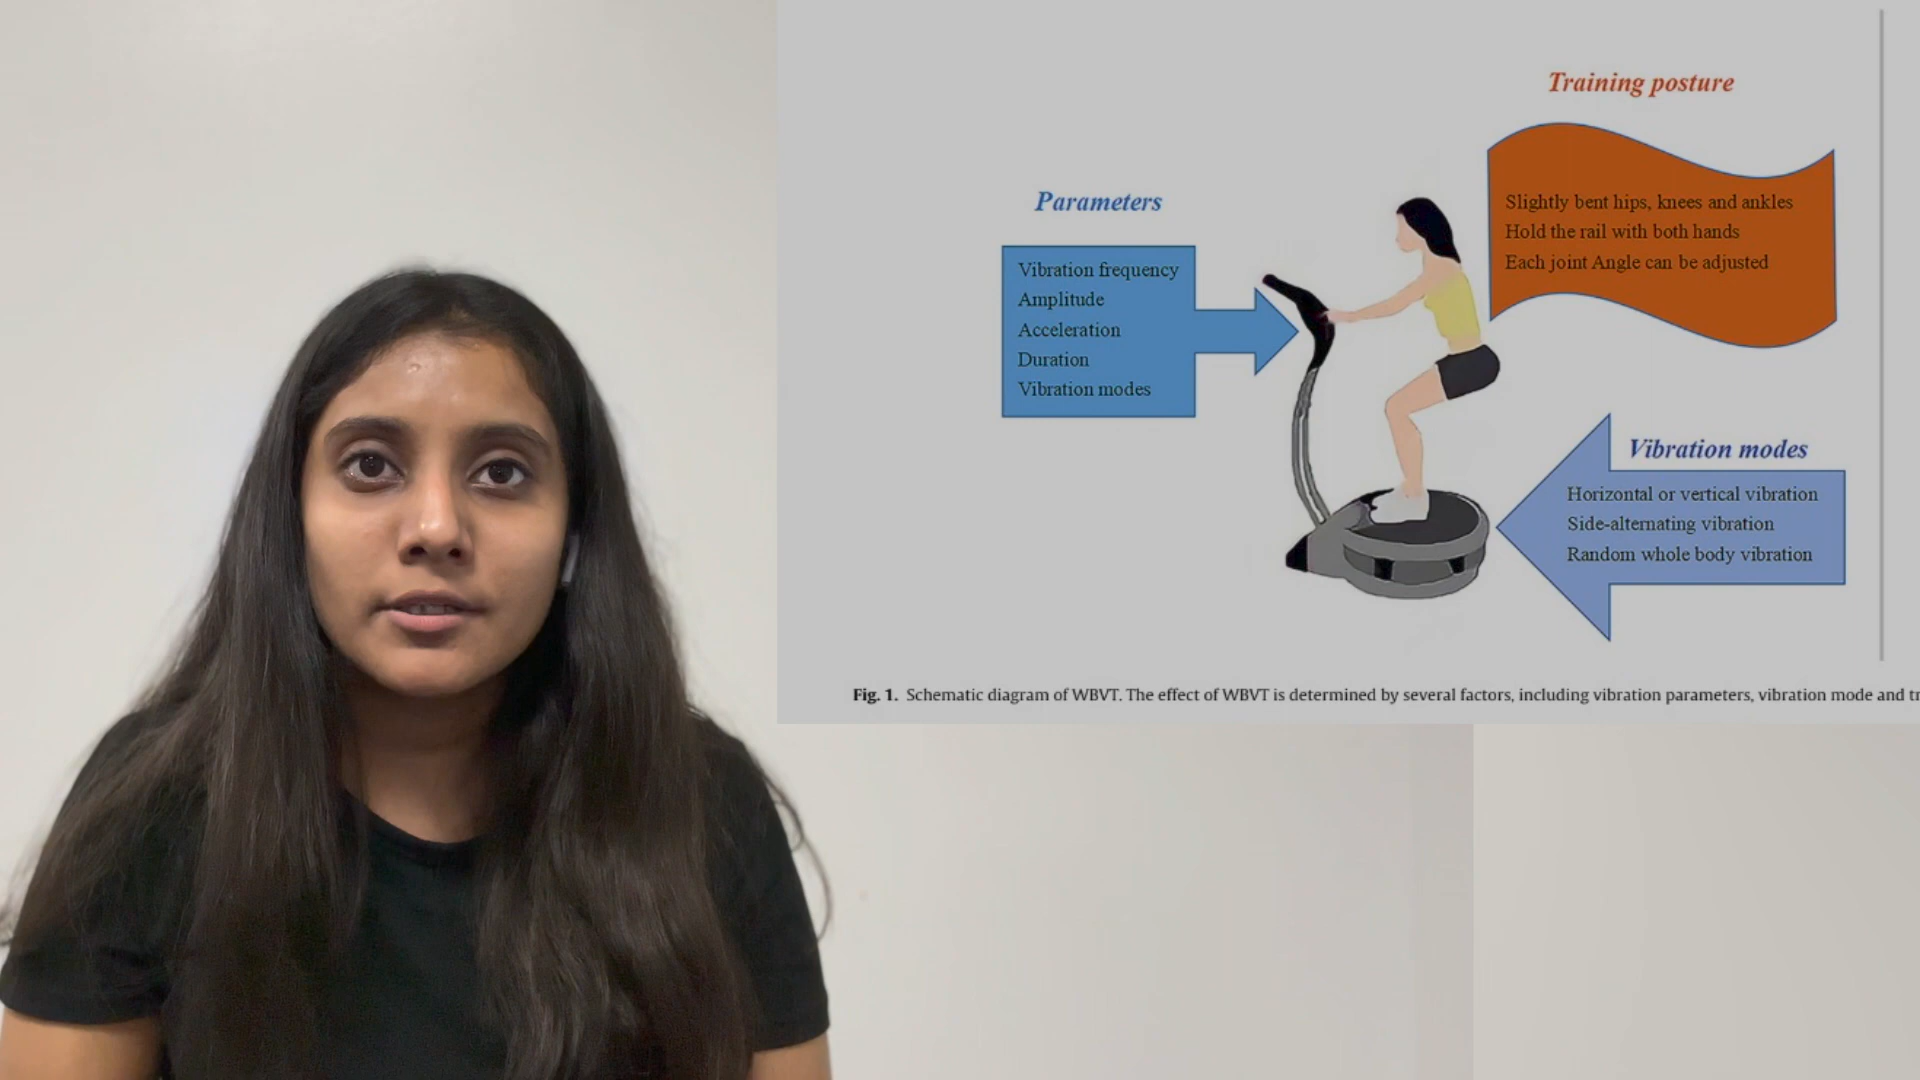 Training posture
Slightly bent hips, knees and ankles
Hold the rail with both hands
Each joint Angle can be adjusted
Parameters
Vibration frequency
Amplitude
Acceleration
Duration
Vibration modes
Vibration modes
Horizontal or vertical vibration
Side-alternating vibration
Random whole body vibration
Fig. 1. Schematic diagram of WBVT. The effect of WBVT is determined by several factors, including vibration parameters, vibration mode and